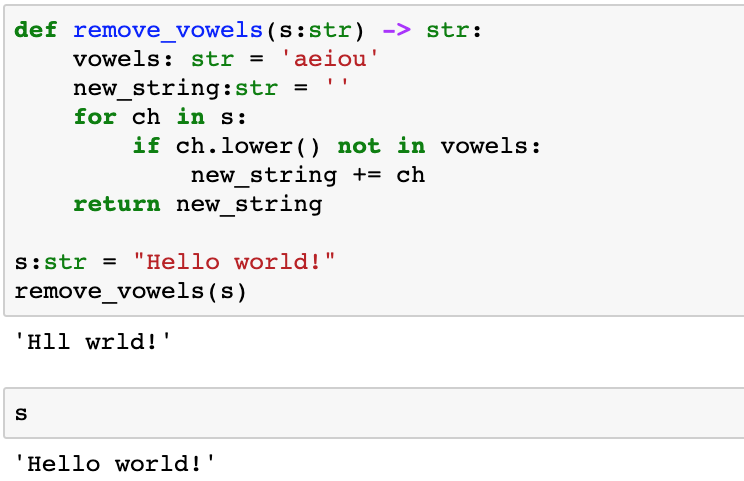 def remove_vowels(s:str) -> str:
    vowels: str = 'aeiou'
    new_string:str = ''
    for ch in s:
        if ch.lower() not in vowels:
            new_string += ch
    return new_string

s:str = "Hello world!"
remove_vowels(s)
'Hll wrld!'
s
'Hello world!'